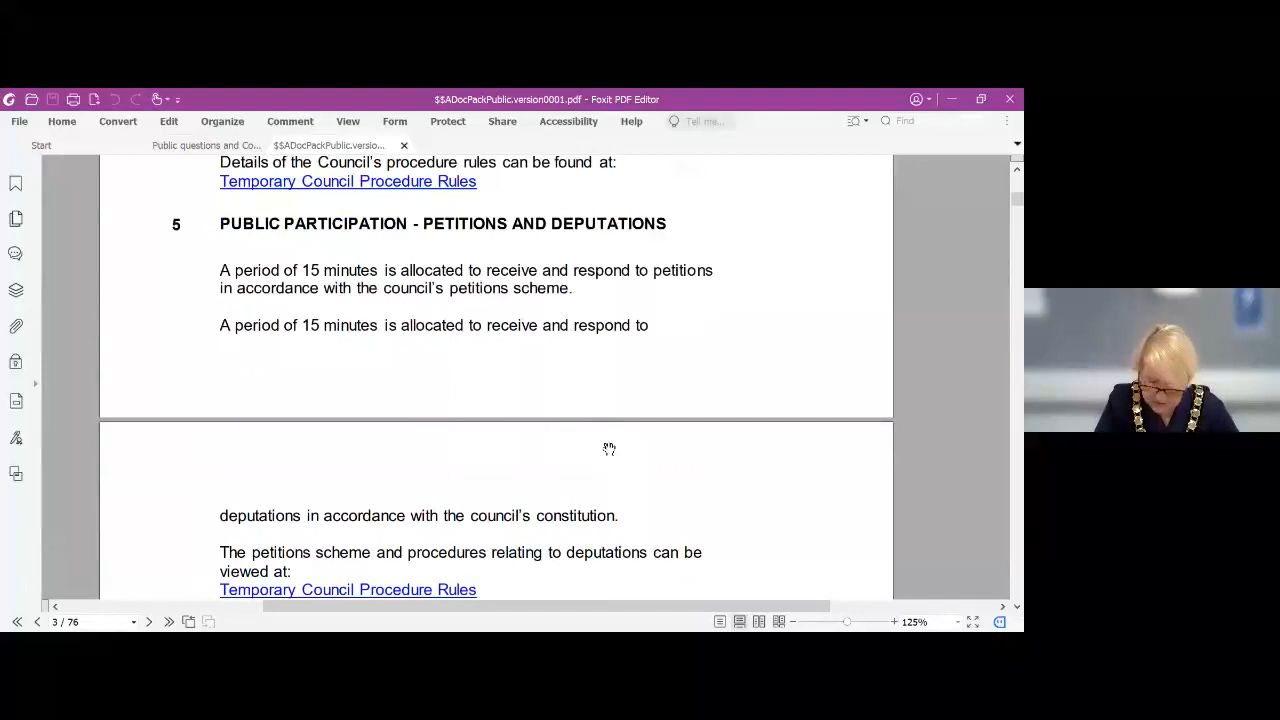 $$ADocPackPublic.version0001.pdf - Foxit PDF Editor
File Home Convert Edit Organize Comment View Form Protect Share Accessibility Help Tell me... Find
Start Public questions and Co... $$ADocPackPublic.versio...
Details of the Council's procedure rules can be found at:
Temporary Council Procedure Rules
5 PUBLIC PARTICIPATION - PETITIONS AND DEPUTATIONS
A period of 15 minutes is allocated to receive and respond to petitions
in accordance with the council's petitions scheme.
A period of 15 minutes is allocated to receive and respond to
deputations in accordance with the council's constitution.
The petitions scheme and procedures relating to deputations can be
viewed at:
Temporary Council Procedure Rules
3 / 76 125%